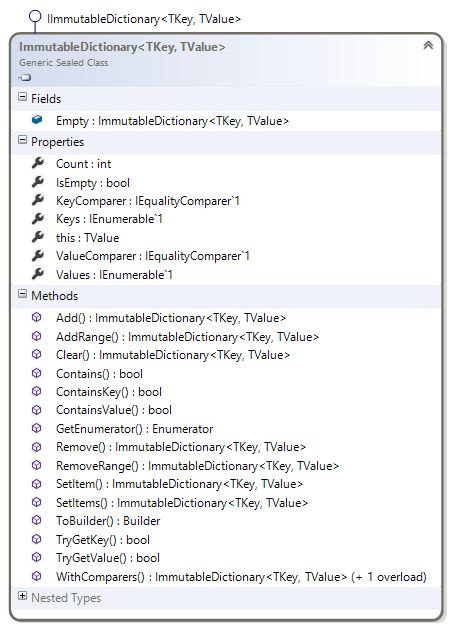 IImmutableDictionary<TKey, TValue>
ImmutableDictionary<TKey, TValue>
Generic Sealed Class
Fields
Empty : ImmutableDictionary<TKey, TValue>
Properties
Count : int
IsEmpty : bool
KeyComparer : IEqualityComparer`1
Keys : IEnumerable`1
this : TValue
ValueComparer : IEqualityComparer`1
Values : IEnumerable`1
Methods
Add() : ImmutableDictionary<TKey, TValue>
AddRange() : ImmutableDictionary<TKey, TValue>
Clear() : ImmutableDictionary<TKey, TValue>
Contains() : bool
ContainsKey() : bool
ContainsValue() : bool
GetEnumerator() : Enumerator
Remove() : ImmutableDictionary<TKey, TValue>
RemoveRange() : ImmutableDictionary<TKey, TValue>
SetItem() : ImmutableDictionary<TKey, TValue>
SetItems() : ImmutableDictionary<TKey, TValue>
ToBuilder() : Builder
TryGetKey() : bool
TryGetValue() : bool
WithComparers() : ImmutableDictionary<TKey, TValue> (+ 1 overload)
Nested Types